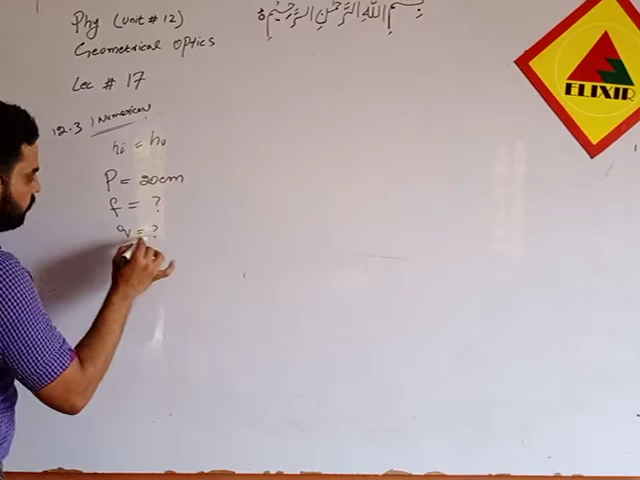 Phy (unit # 12)
بِسْمِ اللّٰهِ الرَّحْمٰنِ الرَّحِيْمِ
Geometrical Optics
Lec # 17
ELIXIR
12.3) Numerical
hi = ho
P = 20cm
f = ?
q = ?